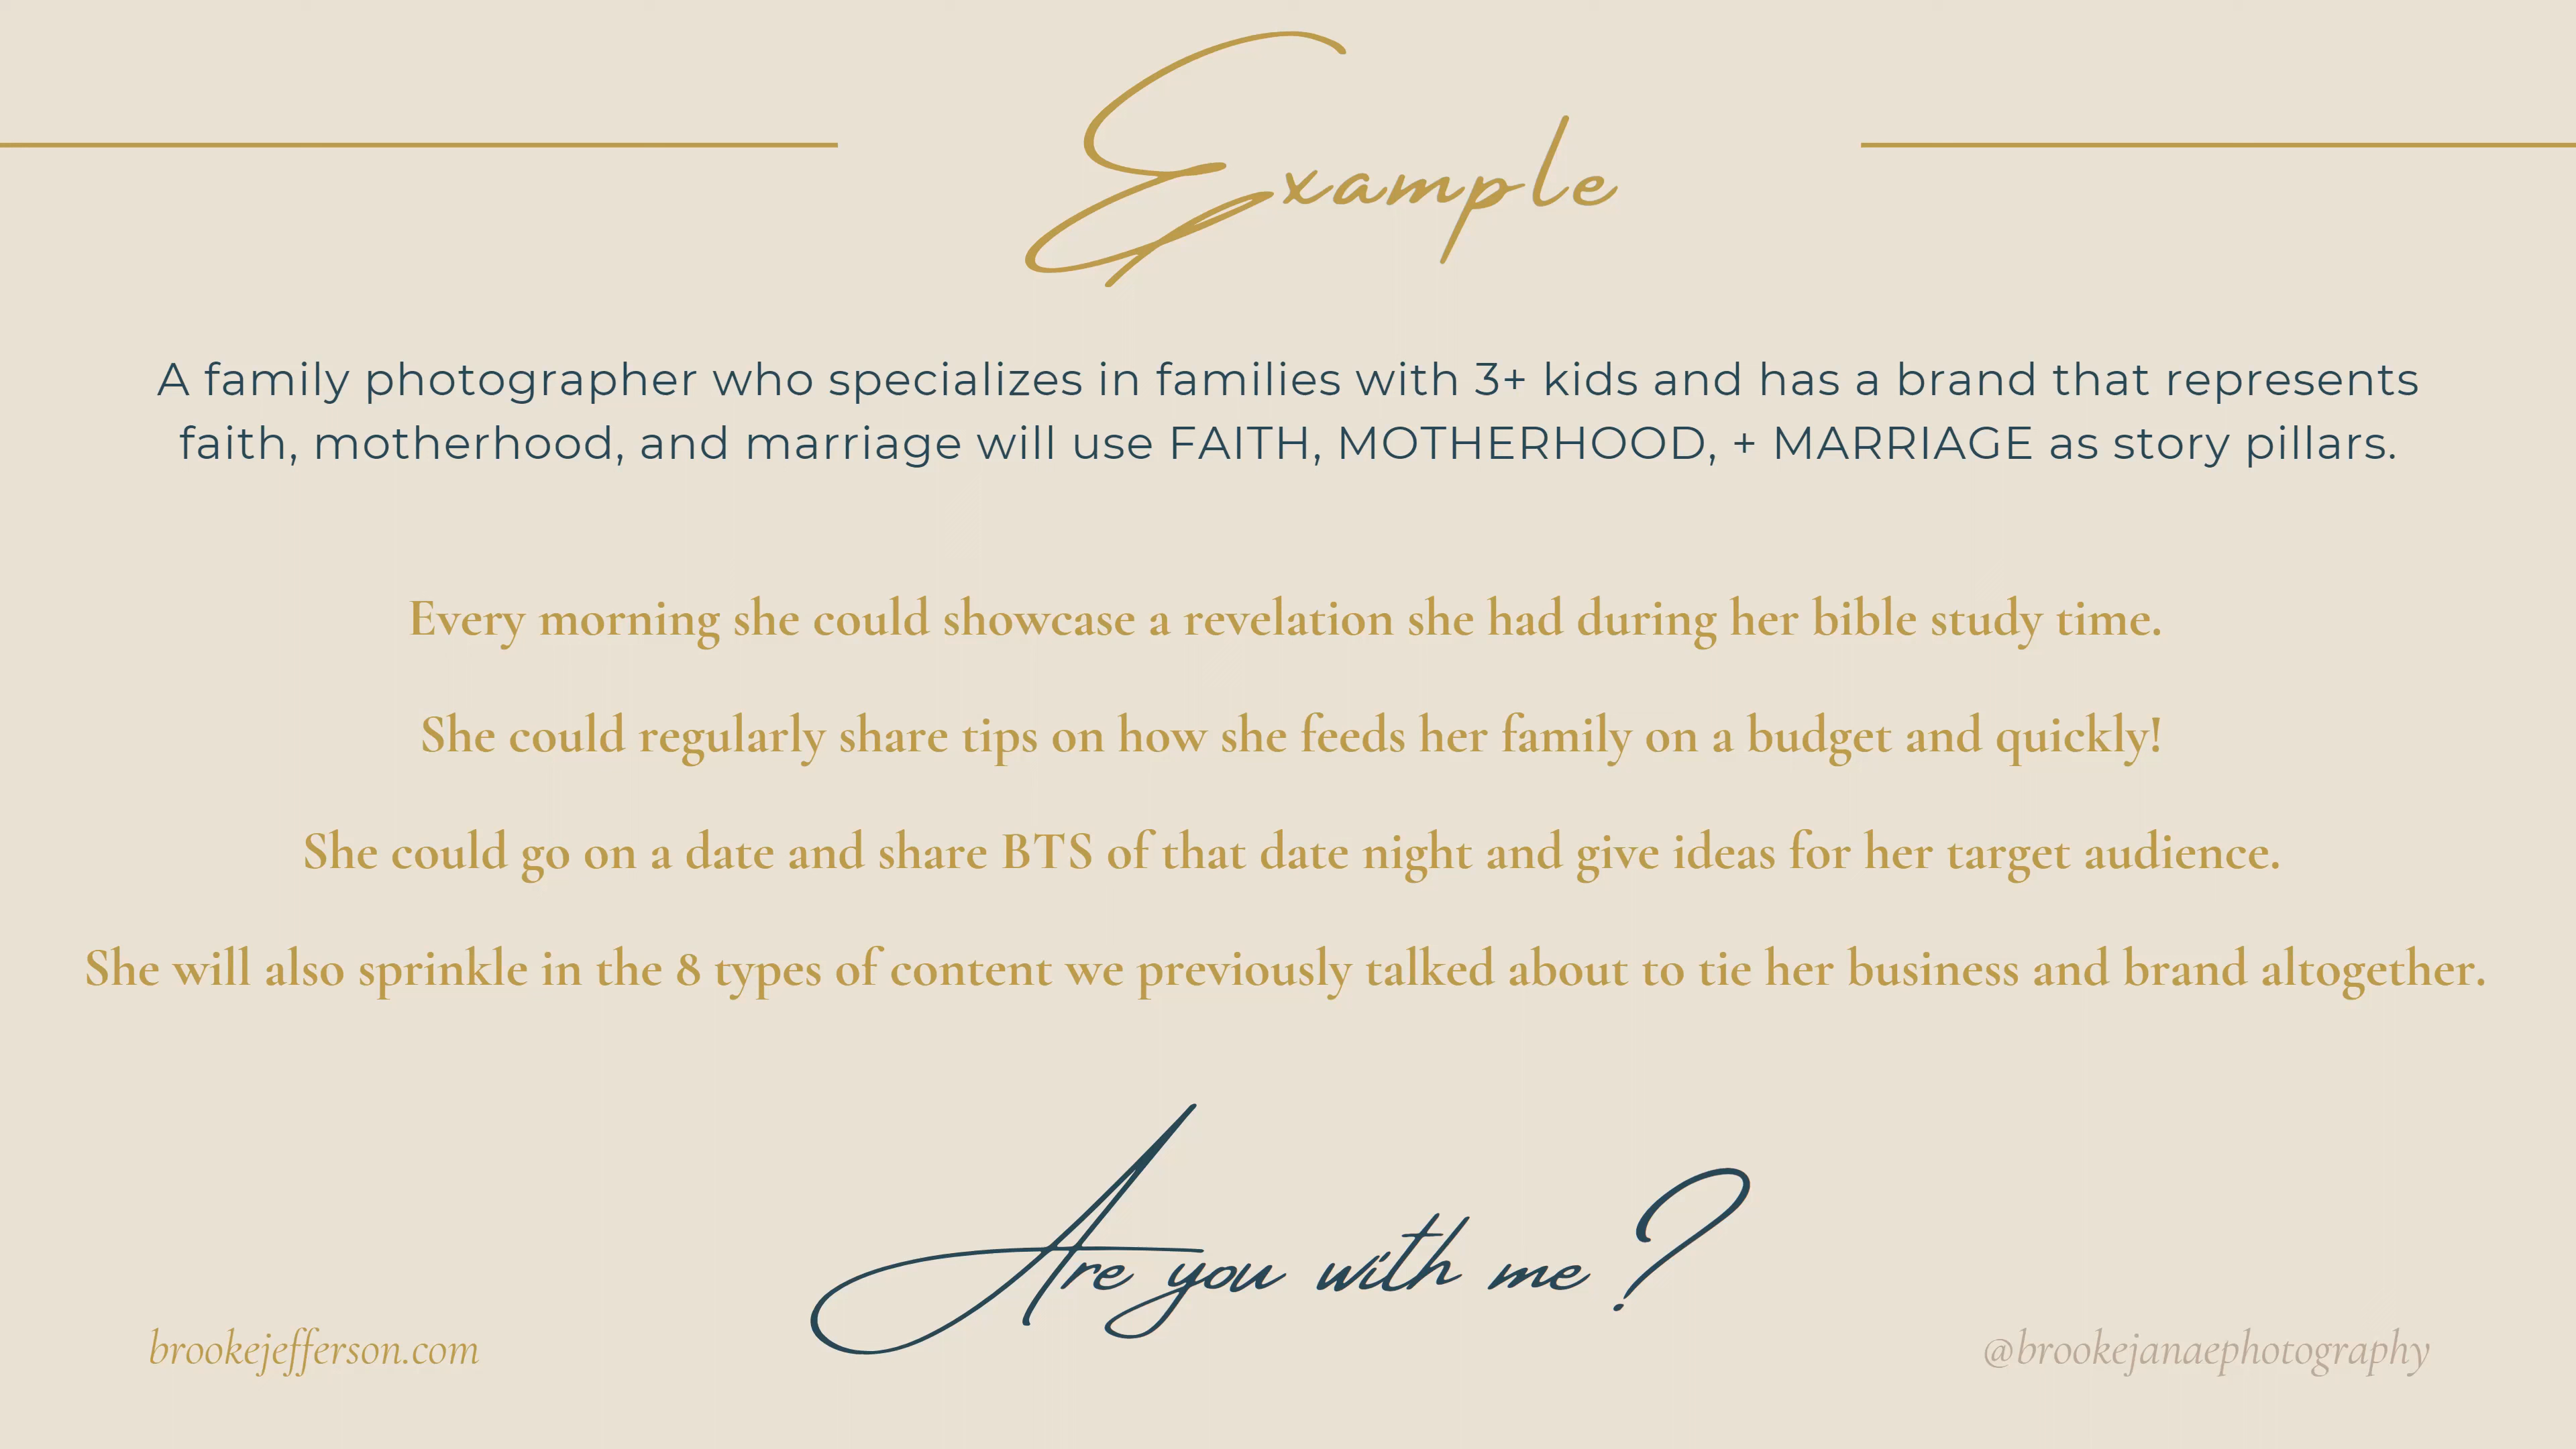 Example
A family photographer who specializes in families with 3+ kids and has a brand that represents
faith, motherhood, and marriage will use FAITH, MOTHERHOOD, + MARRIAGE as story pillars.
Every morning she could showcase a revelation she had during her bible study time.
She could regularly share tips on how she feeds her family on a budget and quickly!
She could go on a date and share BTS of that date night and give ideas for her target audience.
She will also sprinkle in the 8 types of content we previously talked about to tie her business and brand altogether.
Are you with me?
brookejefferson.com
@brookejanaephotography